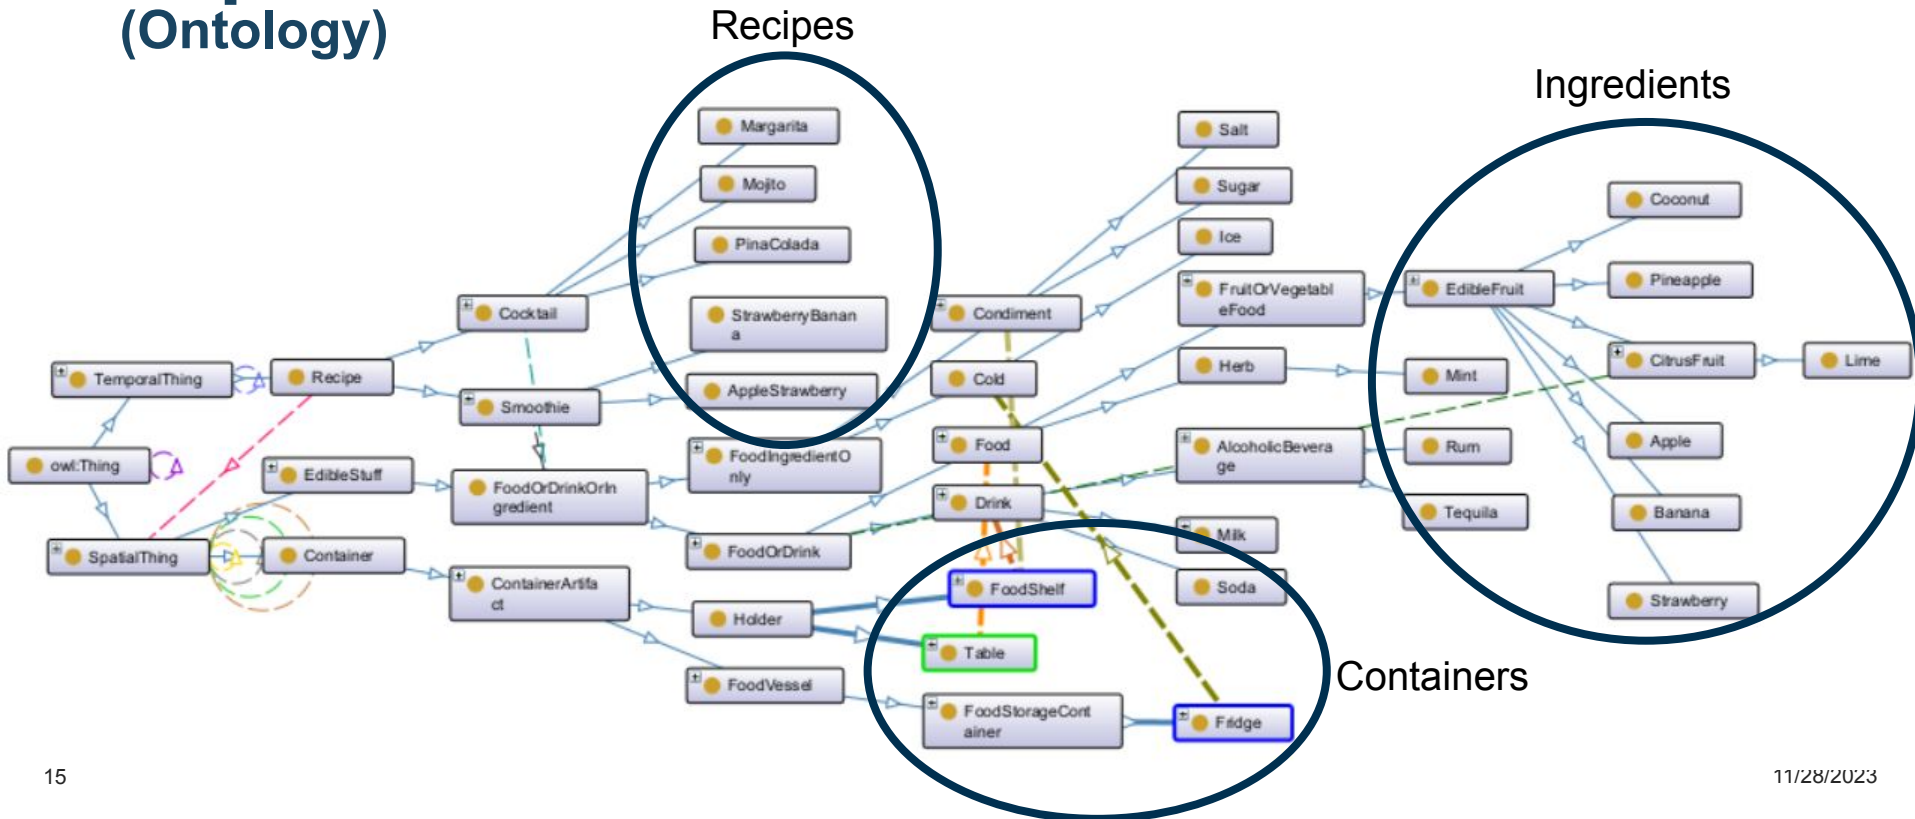 (Ontology)
Recipes
Ingredients
Margarita
Mojito
PinaColada
StrawberryBanan
a
AppleStrawberry
Salt
Sugar
Ice
FruitOrVegetabl
eFood
Herb
AlcoholicBevera
ge
Milk
Soda
Coconut
Pineapple
EdibleFruit
CitrusFruit
Lime
Mint
Apple
Rum
Tequila
Banana
Strawberry
Cocktail
Condiment
TemporalThing
Recipe
Cold
Smoothie
Food
owl:Thing
EdibleStuff
FoodOrDrinkOrIn
gredient
FoodIngredientO
nly
Drink
SpatialThing
Container
FoodOrDrink
ContainerArtifa
ct
Holder
FoodShelf
Table
FoodVessel
FoodStorageCont
ainer
Fridge
Containers
15
11/28/2023